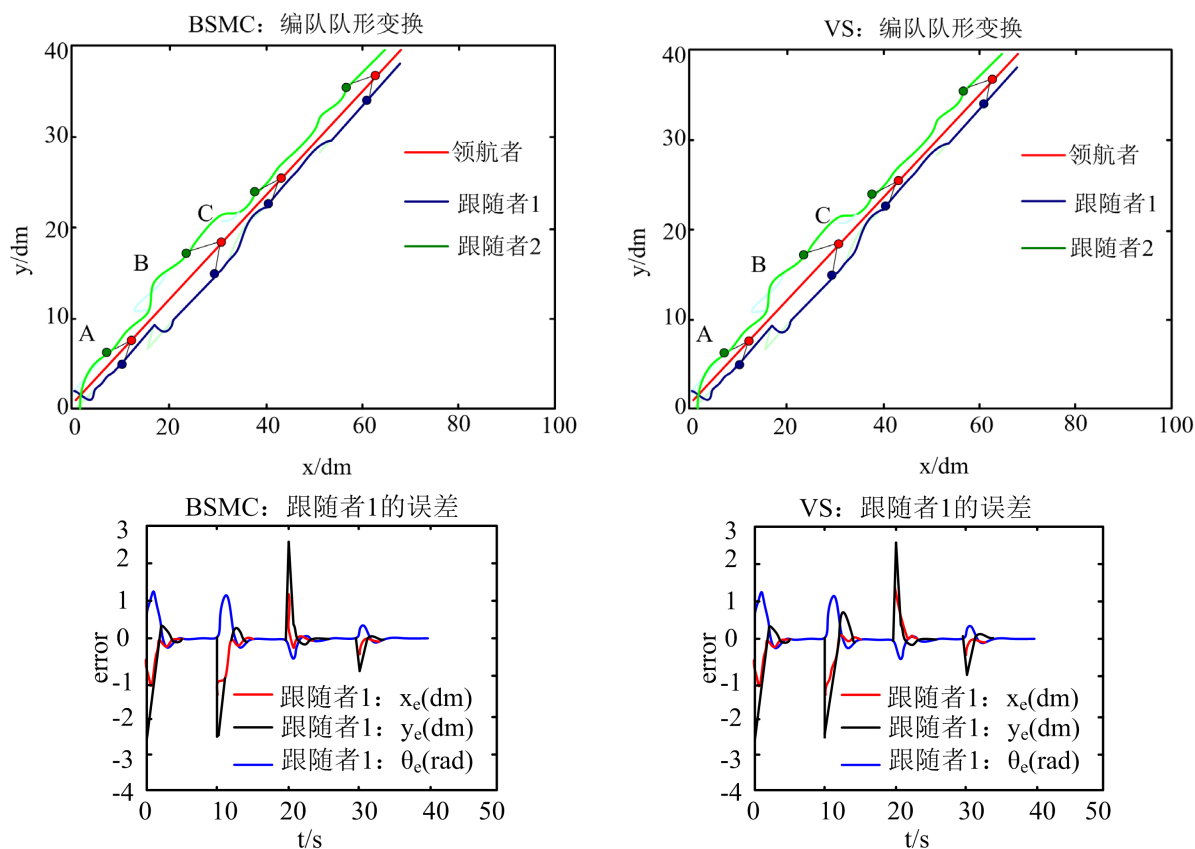 BSMC：编队队形变换
40
30
20
10
0
y/dm
A
B
C
领航者
跟随者1
跟随者2
0 20 40 60 80 100
x/dm
VS：编队队形变换
40
30
20
10
0
y/dm
A
B
C
领航者
跟随者1
跟随者2
0 20 40 60 80 100
x/dm
BSMC：跟随者1的误差
3
2
1
0
-1
-2
-3
-4
error
跟随者1：xe(dm)
跟随者1：ye(dm)
跟随者1：θe(rad)
0 10 20 30 40 50
t/s
VS：跟随者1的误差
3
2
1
0
-1
-2
-3
-4
error
跟随者1：xe(dm)
跟随者1：ye(dm)
跟随者1：θe(rad)
0 10 20 30 40 50
t/s